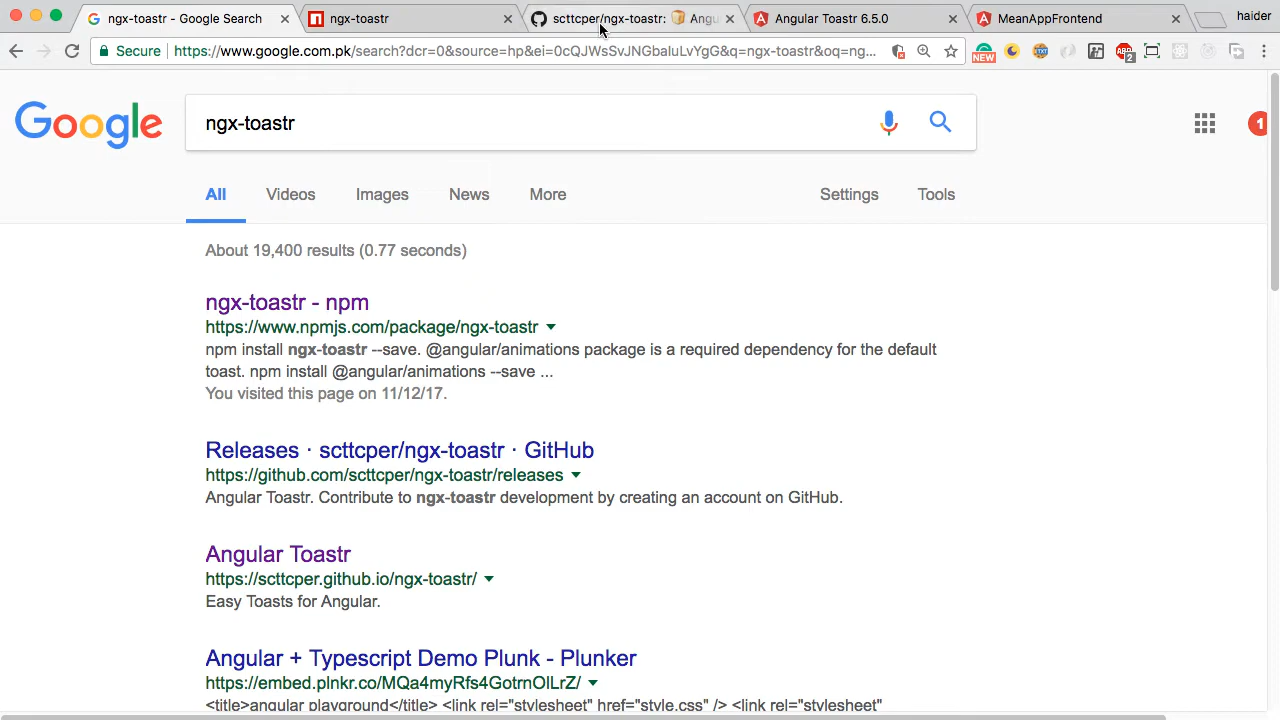 ngx-toastr - Google Search
ngx-toastr
scttcper/ngx-toastr: 📦 Angu
Angular Toastr 6.5.0
MeanAppFrontend
haider
Secure
https://www.google.com.pk/search?dcr=0&source=hp&ei=0cQJWsSvJNGbaluLvYgG&q=ngx-toastr&oq=ng...
NEW
ABP
2
Google
ngx-toastr
1
All
Videos
Images
News
More
Settings
Tools
About 19,400 results (0.77 seconds)
ngx-toastr - npm
https://www.npmjs.com/package/ngx-toastr
npm install ngx-toastr --save. @angular/animations package is a required dependency for the default
toast. npm install @angular/animations --save ...
You visited this page on 11/12/17.
Releases · scttcper/ngx-toastr · GitHub
https://github.com/scttcper/ngx-toastr/releases
Angular Toastr. Contribute to ngx-toastr development by creating an account on GitHub.
Angular Toastr
https://scttcper.github.io/ngx-toastr/
Easy Toasts for Angular.
Angular + Typescript Demo Plunk - Plunker
https://embed.plnkr.co/MQa4myRfs4GotrnOlLrZ/
<title>angular playground</title> <link rel="stylesheet" href="style.css" /> <link rel="stylesheet"